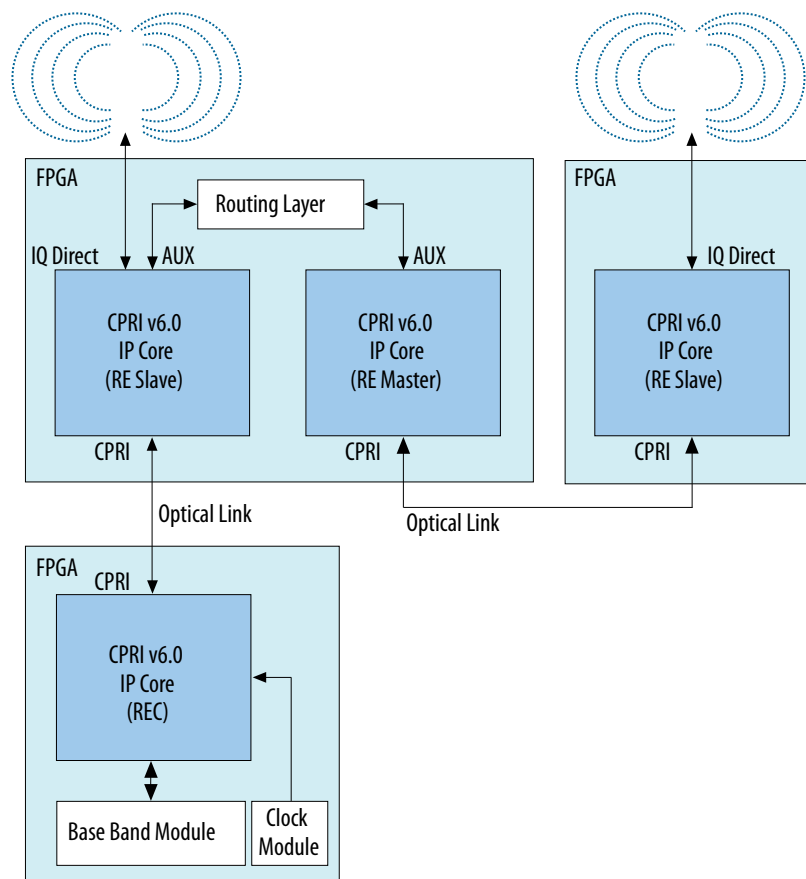 FPGA
Routing Layer
IQ Direct
AUX
AUX
CPRI v6.0
IP Core
(RE Slave)
CPRI
CPRI v6.0
IP Core
(RE Master)
CPRI
FPGA
IQ Direct
CPRI v6.0
IP Core
(RE Slave)
CPRI
Optical Link
Optical Link
FPGA
CPRI
CPRI v6.0
IP Core
(REC)
Base Band Module
Clock
Module